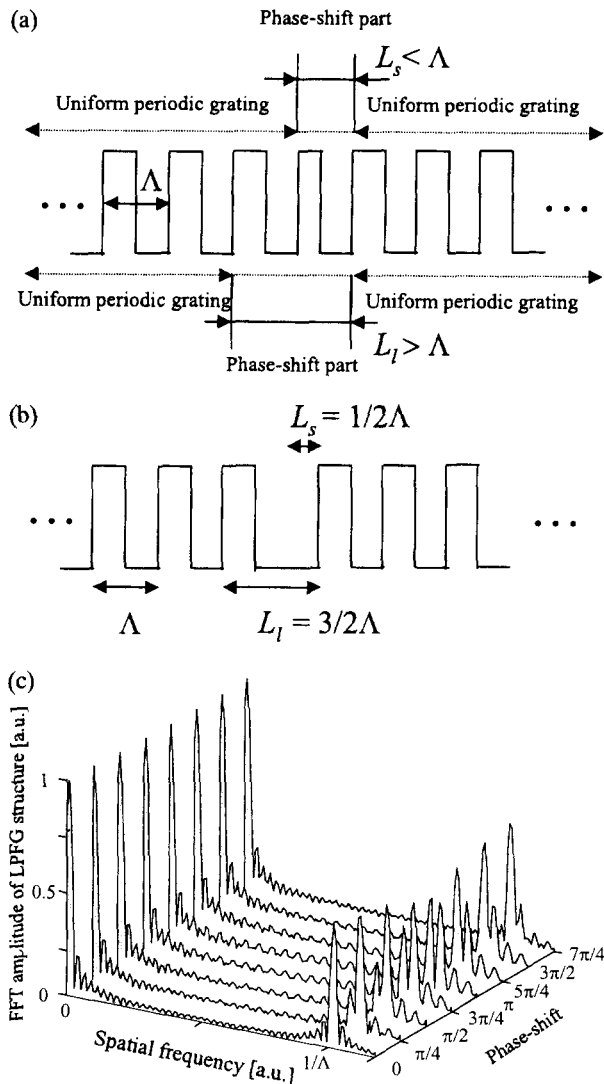 (a)
Phase-shift part
L_s < Λ
Uniform periodic grating
Uniform periodic grating
Λ
• • •
• • •
Uniform periodic grating
Uniform periodic grating
Phase-shift part
L_l > Λ
(b)
L_s = 1/2Λ
• • •
• • •
Λ
L_l = 3/2Λ
(c)
FFT amplitude of LPFG structure [a.u.]
1
0.5
0
0
1/Λ
Spatial frequency [a.u.]
0
π/4
π/2
3π/4
π
5π/4
3π/2
7π/4
Phase-shift